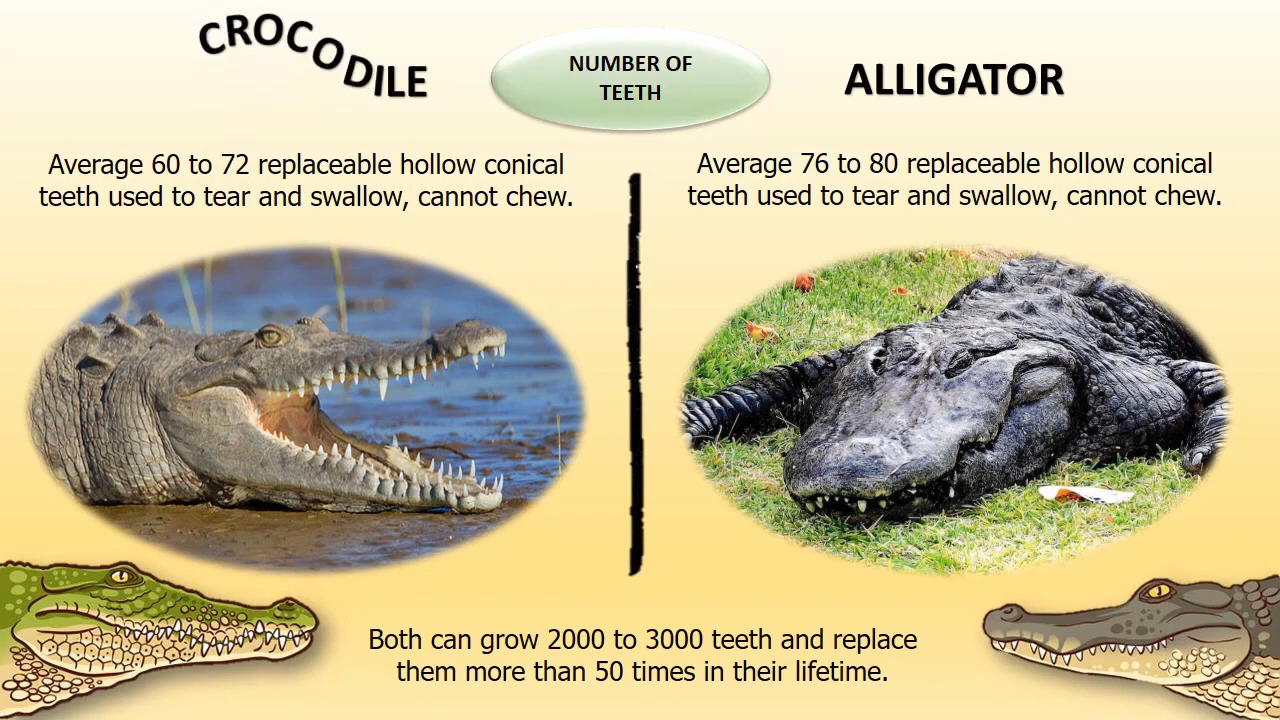 CROCODILE
NUMBER OF
TEETH
ALLIGATOR
Average 60 to 72 replaceable hollow conical
teeth used to tear and swallow, cannot chew.
Average 76 to 80 replaceable hollow conical
teeth used to tear and swallow, cannot chew.
Both can grow 2000 to 3000 teeth and replace
them more than 50 times in their lifetime.